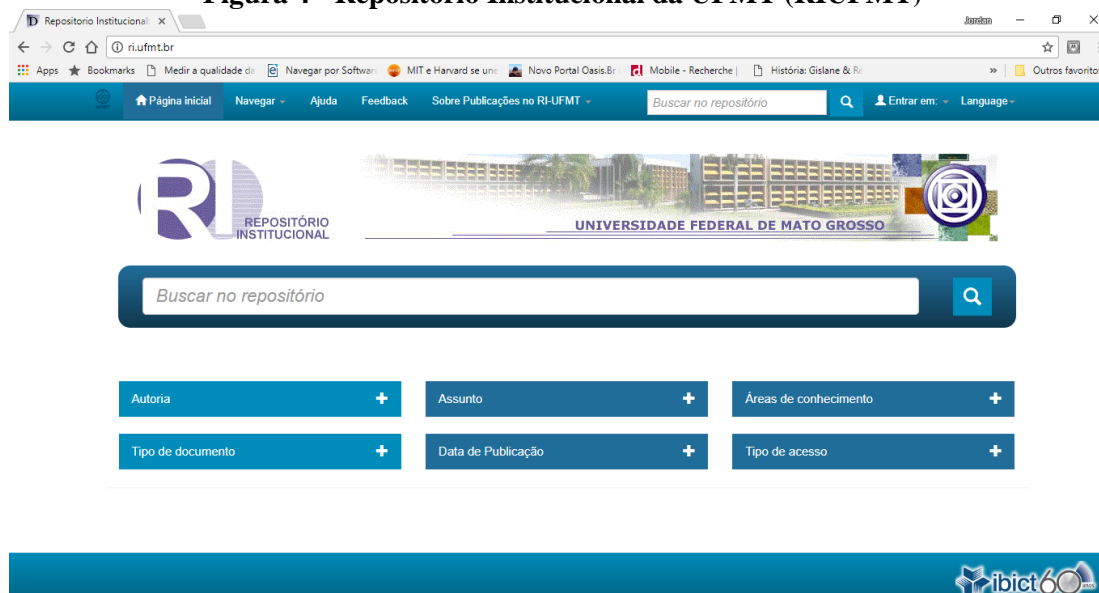 Figura 4 - Repositório Institucional da UFMT (RIUFMT)
Repositorio Institucional:
Jordan
ri.ufmt.br
Apps Bookmarks Medir a qualidade da Navegar por Softwar MIT e Harvard se une Novo Portal Oasis.Br Mobile - Recherche | História: Gislane & Re » Outros favoritos
Página inicial Navegar Ajuda Feedback Sobre Publicações no RI-UFMT Buscar no repositório Entrar em: Language
RI
REPOSITÓRIO
INSTITUCIONAL
UNIVERSIDADE FEDERAL DE MATO GROSSO
Buscar no repositório
Autoria + Assunto + Áreas de conhecimento +
Tipo de documento + Data de Publicação + Tipo de acesso +
ibict 60